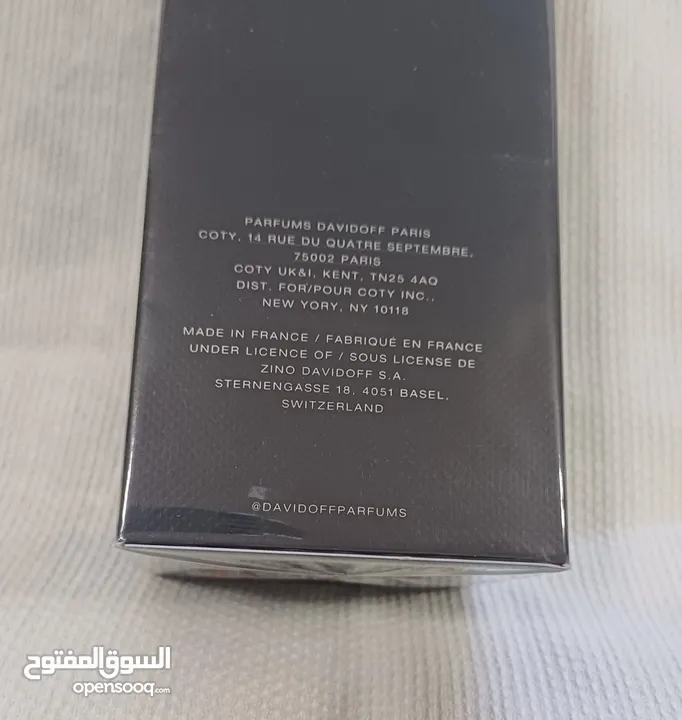 PARFUMS DAVIDOFF PARIS
COTY, 14 RUE DU QUATRE SEPTEMBRE,
75002 PARIS
COTY UK&I, KENT, TN25 4AQ
DIST. FOR/POUR COTY INC.,
NEW YORK, NY 10118
MADE IN FRANCE / FABRIQUÉ EN FRANCE
UNDER LICENCE OF / SOUS LICENSE DE
ZINO DAVIDOFF S.A.
STERNENGASSE 18, 4051 BASEL,
SWITZERLAND
@DAVIDOFFPARFUMS
السوق المفتوح
opensooq.com